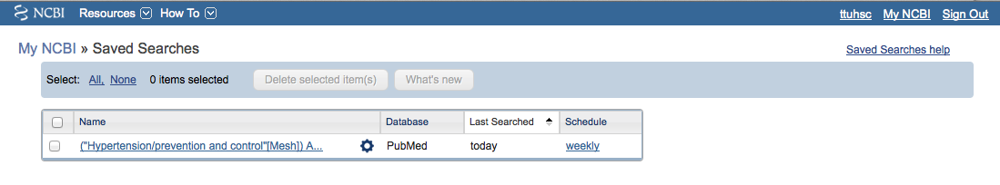 NCBI Resources How To ttuhsc My NCBI Sign Out
My NCBI » Saved Searches Saved Searches help
Select: All, None 0 items selected Delete selected item(s) What's new
Name Database Last Searched Schedule
("Hypertension/prevention and control"[Mesh]) A... PubMed today weekly